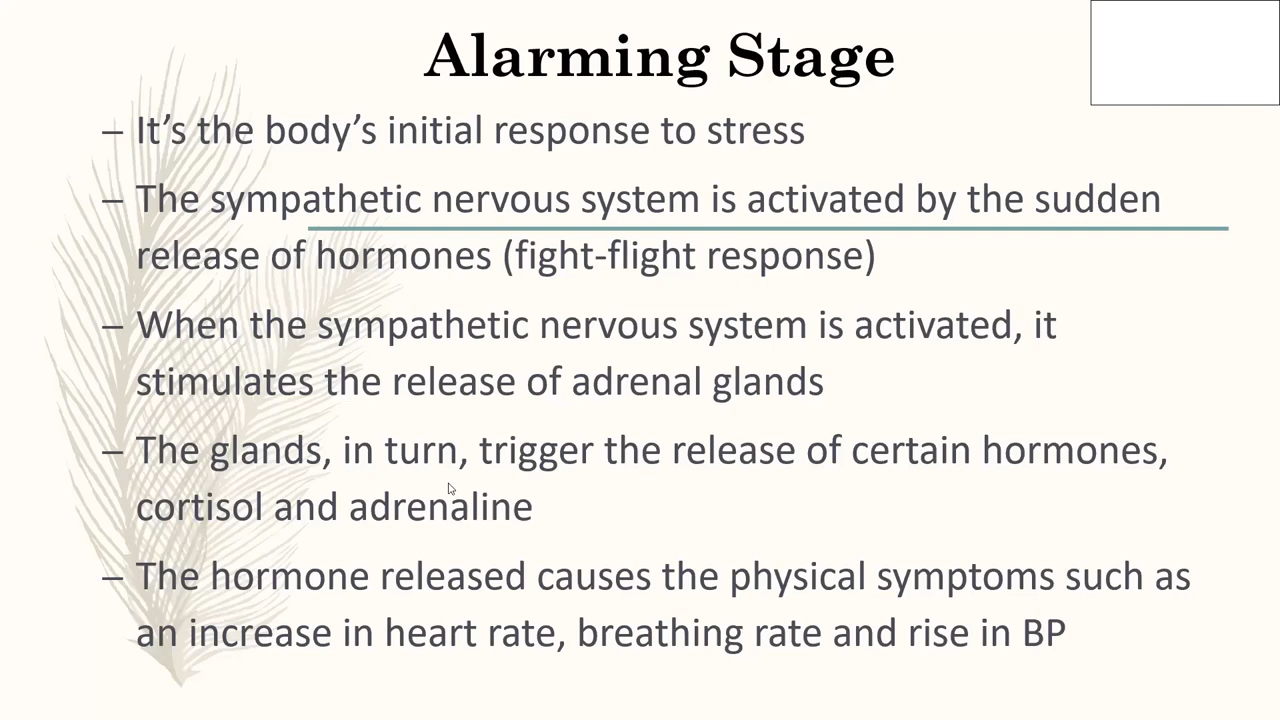 Alarming Stage
– It’s the body’s initial response to stress
– The sympathetic nervous system is activated by the sudden
release of hormones (fight-flight response)
– When the sympathetic nervous system is activated, it
stimulates the release of adrenal glands
– The glands, in turn, trigger the release of certain hormones,
cortisol and adrenaline
– The hormone released causes the physical symptoms such as
an increase in heart rate, breathing rate and rise in BP